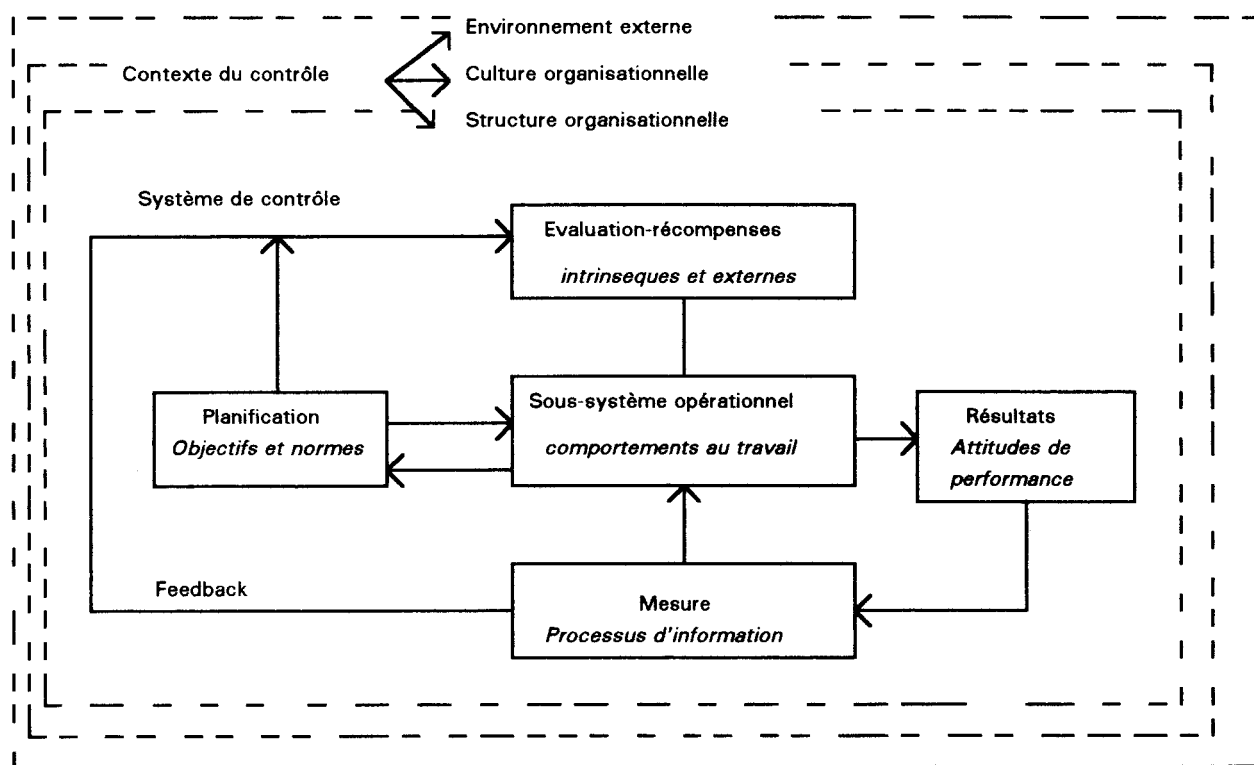 Environnement externe
Contexte du contrôle
Culture organisationnelle
Structure organisationnelle
Système de contrôle
Evaluation-récompenses
intrinseques et externes
Planification
Objectifs et normes
Sous-système opérationnel
comportements au travail
Résultats
Attitudes de
performance
Feedback
Mesure
Processus d'information